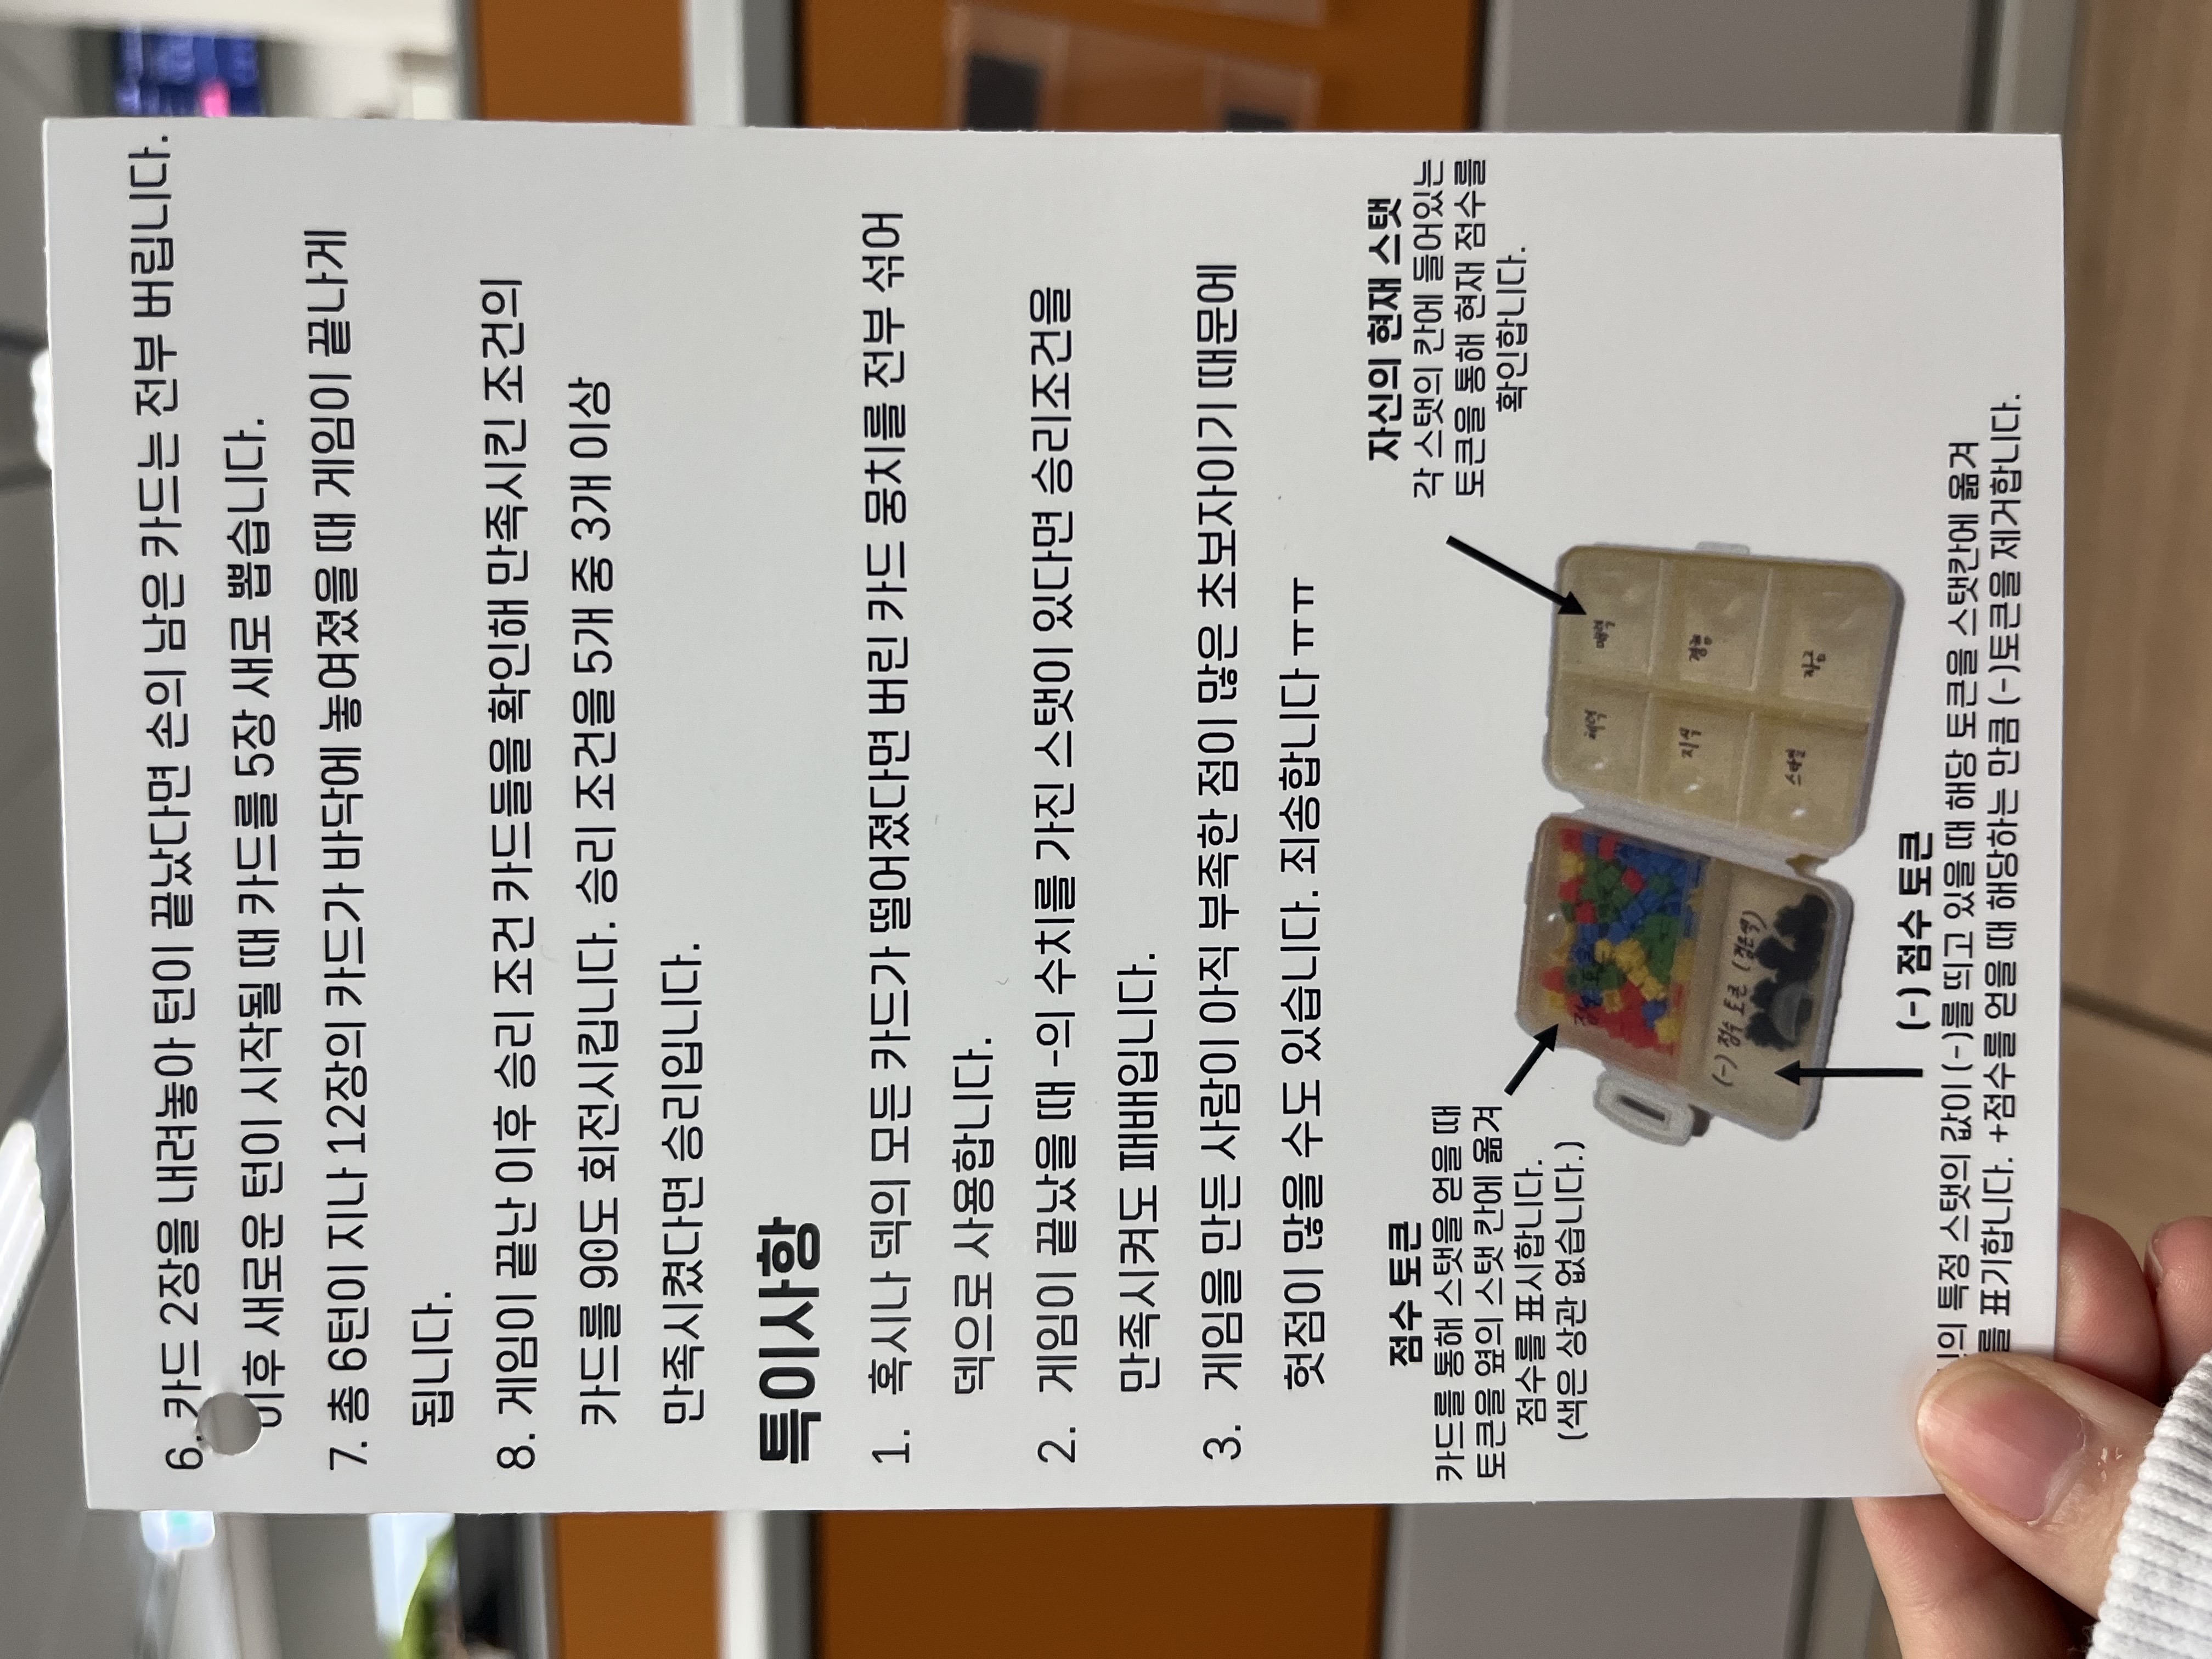 6. 카드 2장을 내려놓아 턴이 끝났다면 손의 남은 카드는 전부 버립니다.
이후 새로운 턴이 시작될 때 카드를 5장 새로 뽑습니다.
7. 총 6턴이 지나 12장의 카드가 바닥에 놓여졌을 때 게임이 끝나게
됩니다.
8. 게임이 끝난 이후 승리 조건 카드들을 확인해 만족시킨 조건의
카드를 90도 회전시킵니다. 승리 조건을 5개 중 3개 이상
만족시켰다면 승리입니다.
특이사항
1. 혹시나 덱의 모든 카드가 떨어졌다면 버린 카드 뭉치를 전부 섞어
덱으로 사용합니다.
2. 게임이 끝났을 때 -의 수치를 가진 스탯이 있다면 승리조건을
만족시켜도 패배입니다.
3. 게임을 만든 사람이 아직 부족한 점이 많은 초보자이기 때문에
헛점이 많을 수도 있습니다. 죄송합니다 ㅠㅠ
점수 토큰
카드를 통해 스탯을 얻을 때
토큰을 옆의 스탯 칸에 옮겨
점수를 표시합니다.
(색은 상관 없습니다.)
자신의 현재 스탯
각 스탯의 칸에 들어있는
토큰을 통해 현재 점수를
확인합니다.
체력 매력
지식 경험
스타일 자금
(-) 점수 토큰 (검은색)
(-) 점수 토큰
특정 스탯의 값이 (-)를 띄고 있을 때 해당 토큰을 스탯칸에 옮겨
를 표기합니다. +점수를 얻을 때 해당하는 만큼 (-)토큰을 제거합니다.